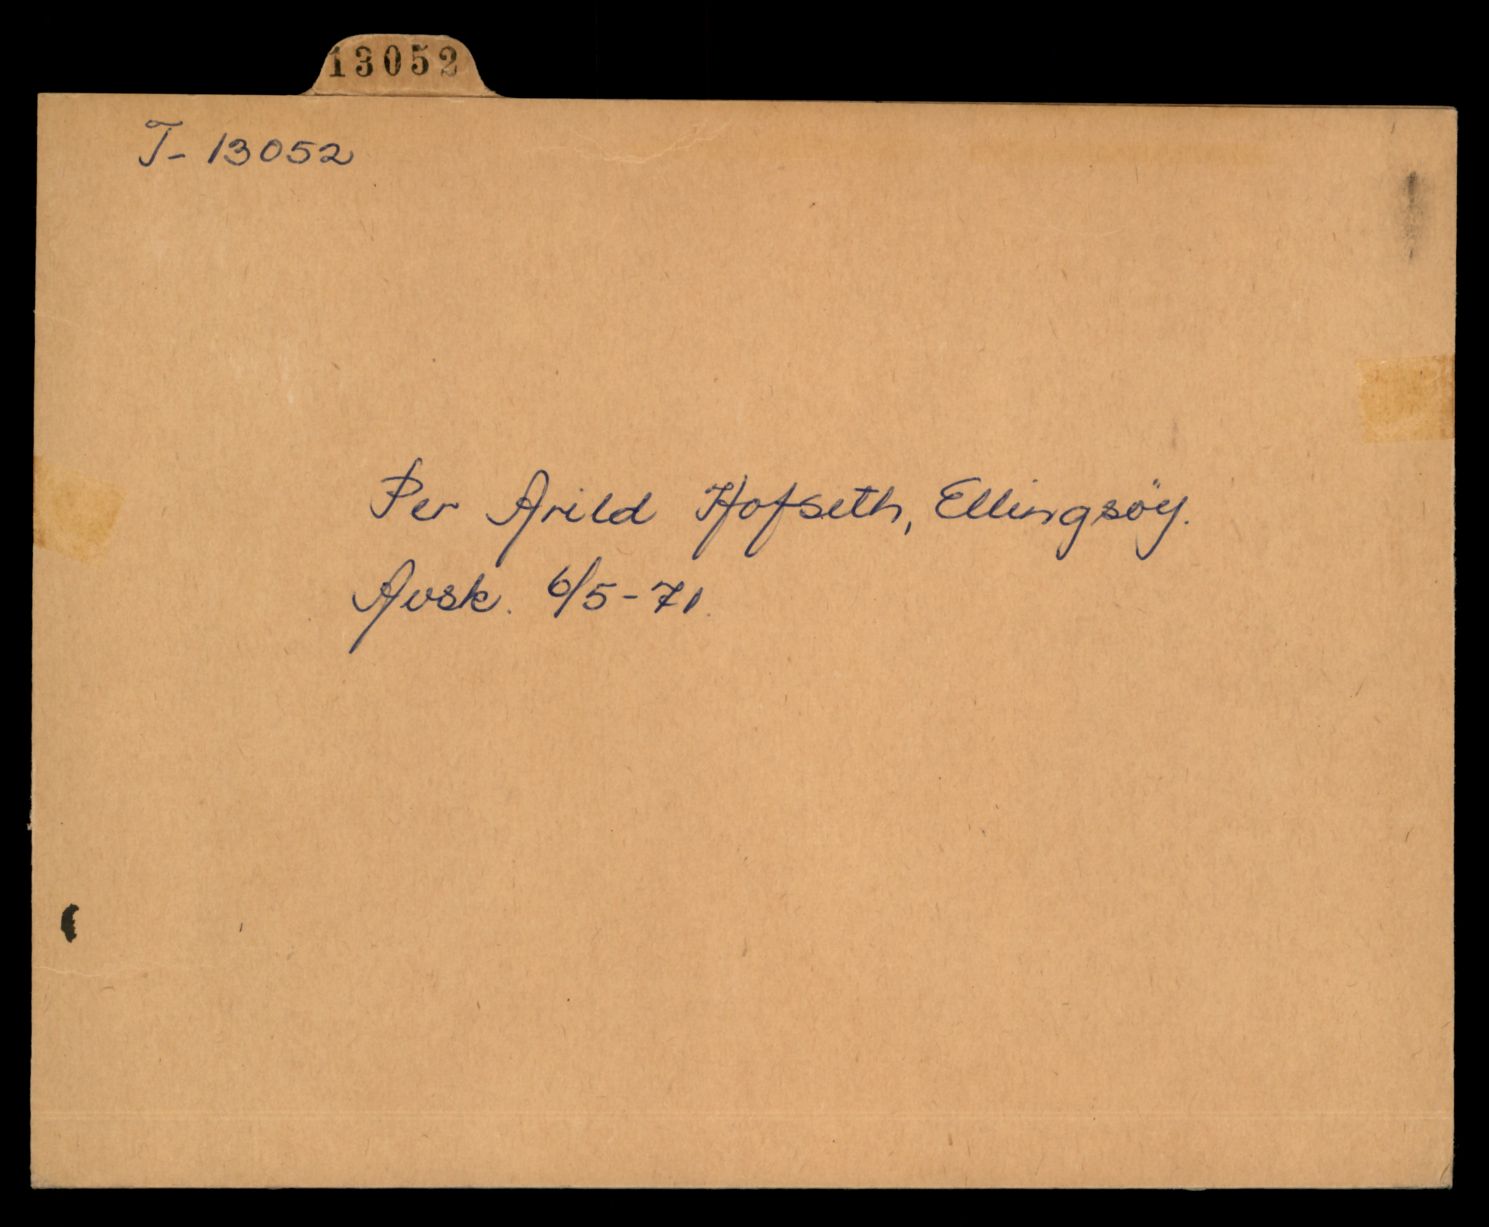 13052
T-13052
Per Arild Hofseth, Ellingsöy.
Avsk. 6/5-71.